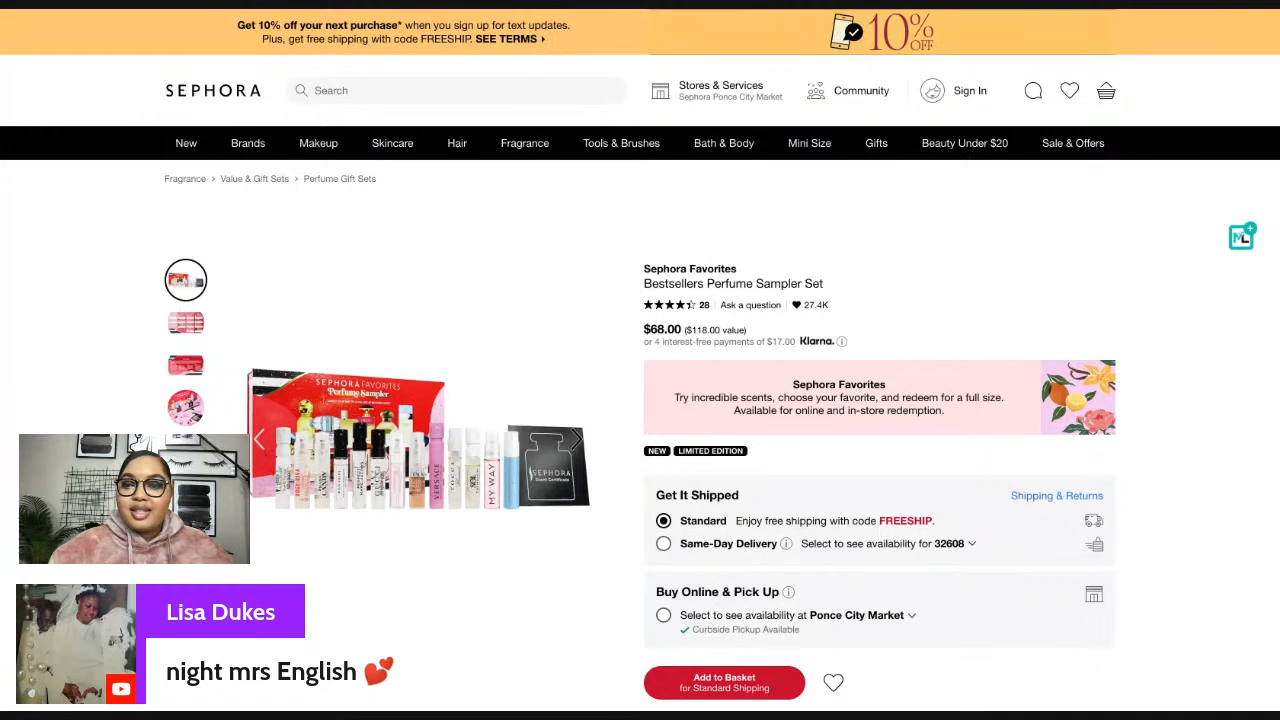 Get 10% off your next purchase* when you sign up for text updates.
Plus, get free shipping with code FREESHIP. SEE TERMS
10% OFF
SEPHORA
Search
Stores & Services
Sephora Ponce City Market
Community
Sign In
New Brands Makeup Skincare Hair Fragrance Tools & Brushes Bath & Body Mini Size Gifts Beauty Under $20 Sale & Offers
Fragrance > Value & Gift Sets > Perfume Gift Sets
ML
Sephora Favorites
Bestsellers Perfume Sampler Set
28 Ask a question 27.4K
$68.00 ($118.00 value)
or 4 interest-free payments of $17.00 Klarna.
Sephora Favorites
Try incredible scents, choose your favorite, and redeem for a full size.
Available for online and in-store redemption.
NEW LIMITED EDITION
SEPHORA FAVORITES
Perfume Sampler
VERSACE
TOCCA
MY WAY
SEPHORA
Scent Certificate
Get It Shipped
Shipping & Returns
Standard Enjoy free shipping with code FREESHIP.
Same-Day Delivery Select to see availability for 32608
Buy Online & Pick Up
Select to see availability at Ponce City Market
Curbside Pickup Available
Add to Basket
for Standard Shipping
Lisa Dukes
night mrs English 💕